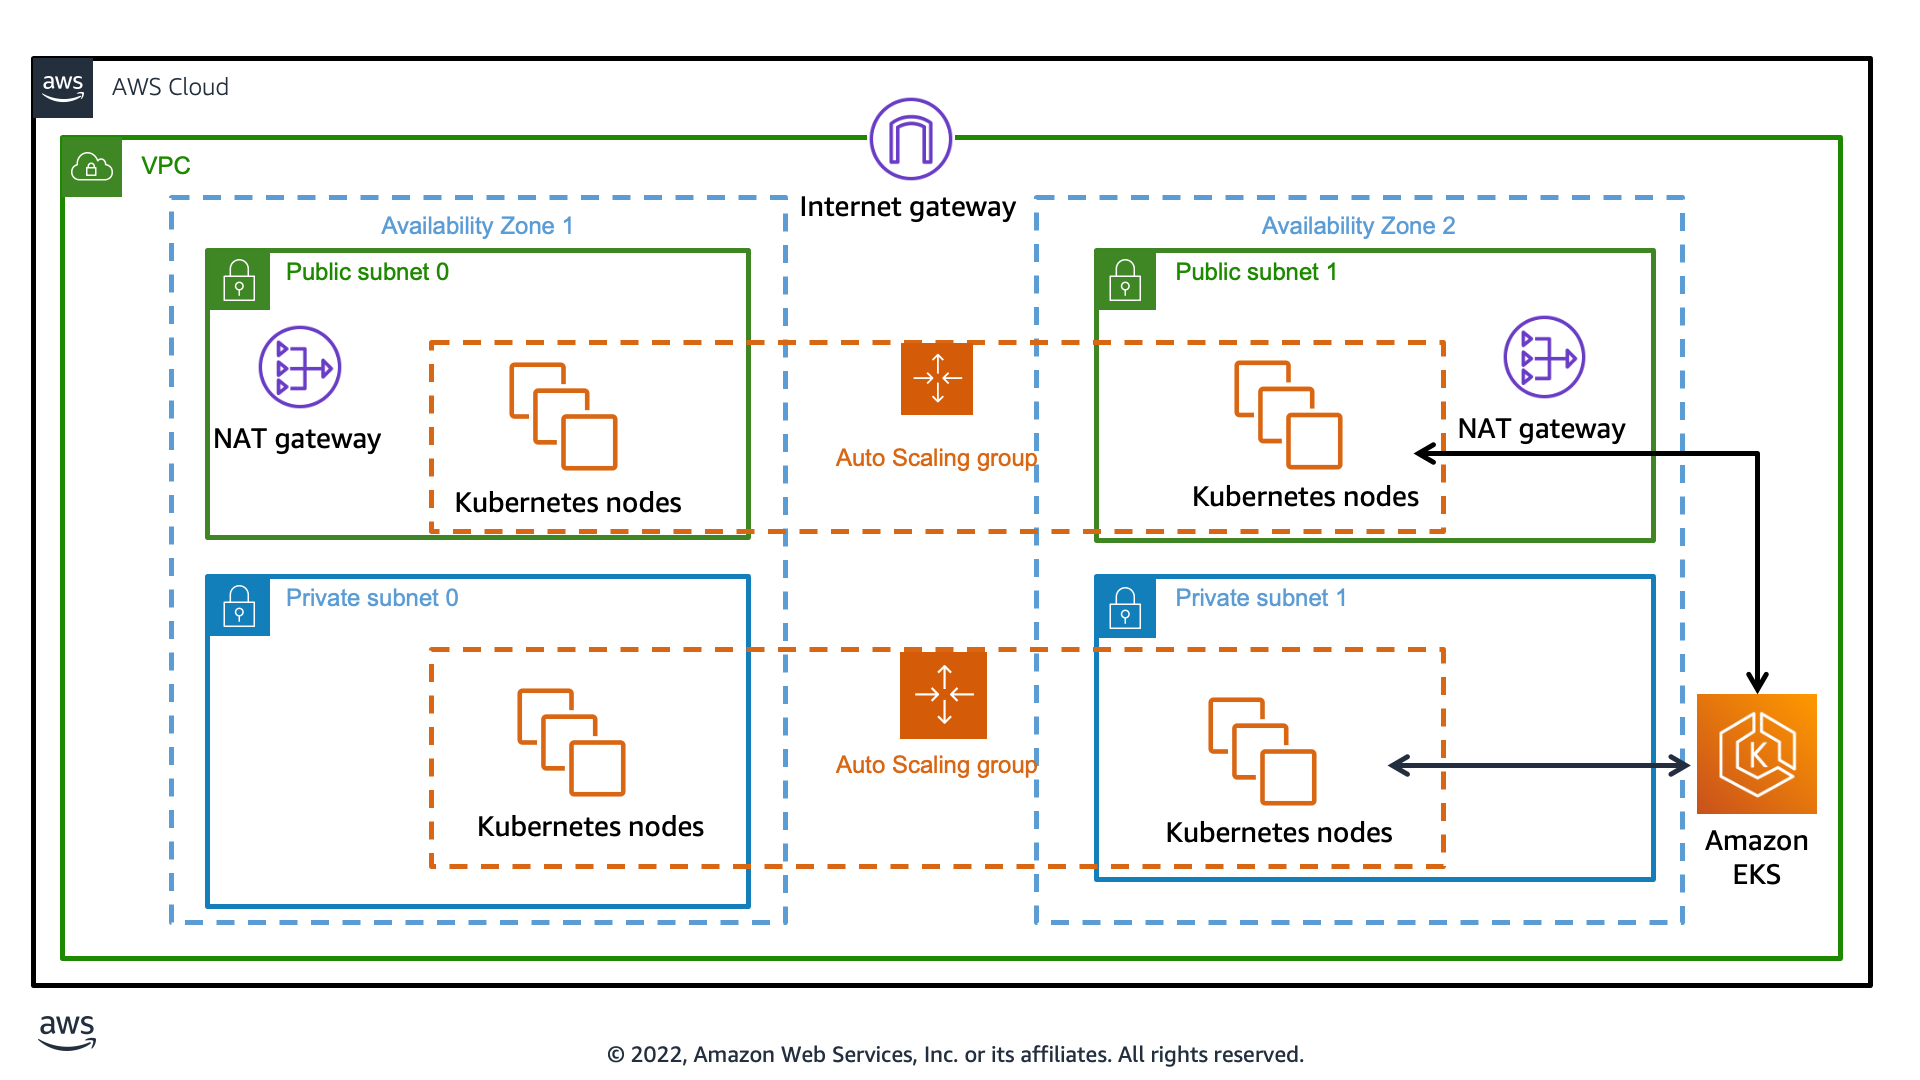 aws
AWS Cloud
VPC
Internet gateway
Availability Zone 1
Availability Zone 2
Public subnet 0
Public subnet 1
NAT gateway
Kubernetes nodes
Auto Scaling group
Kubernetes nodes
NAT gateway
Private subnet 0
Private subnet 1
Kubernetes nodes
Auto Scaling group
Kubernetes nodes
K
Amazon
EKS
aws
© 2022, Amazon Web Services, Inc. or its affiliates. All rights reserved.